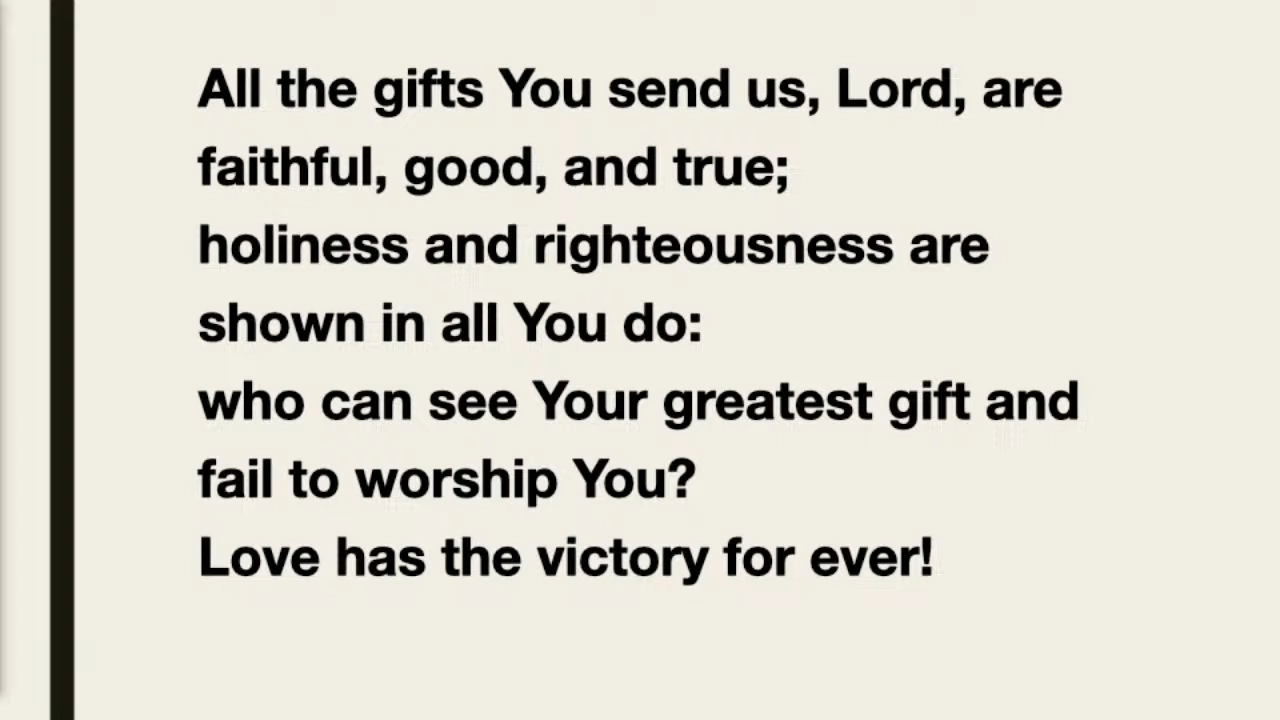 All the gifts You send us, Lord, are
faithful, good, and true;
holiness and righteousness are
shown in all You do:
who can see Your greatest gift and
fail to worship You?
Love has the victory for ever!